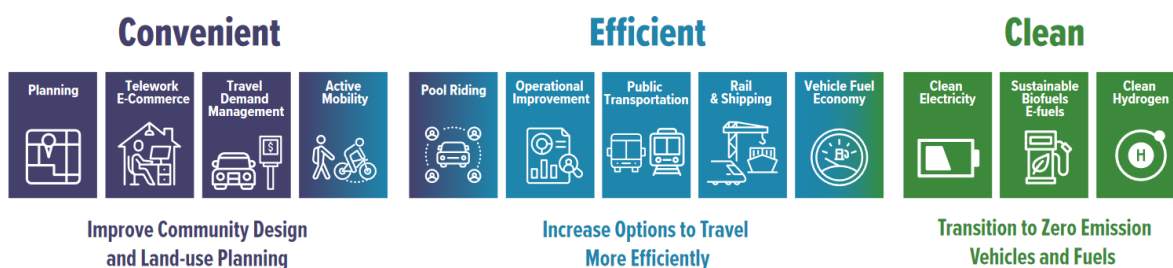 Convenient
Planning
Telework
E-Commerce
Travel
Demand
Management
$
Active
Mobility
Improve Community Design
and Land-use Planning
Efficient
Pool Riding
Operational
Improvement
Public
Transportation
Rail
& Shipping
Vehicle Fuel
Economy
Increase Options to Travel
More Efficiently
Clean
Clean
Electricity
Sustainable
Biofuels
E-fuels
Clean
Hydrogen
H
Transition to Zero Emission
Vehicles and Fuels